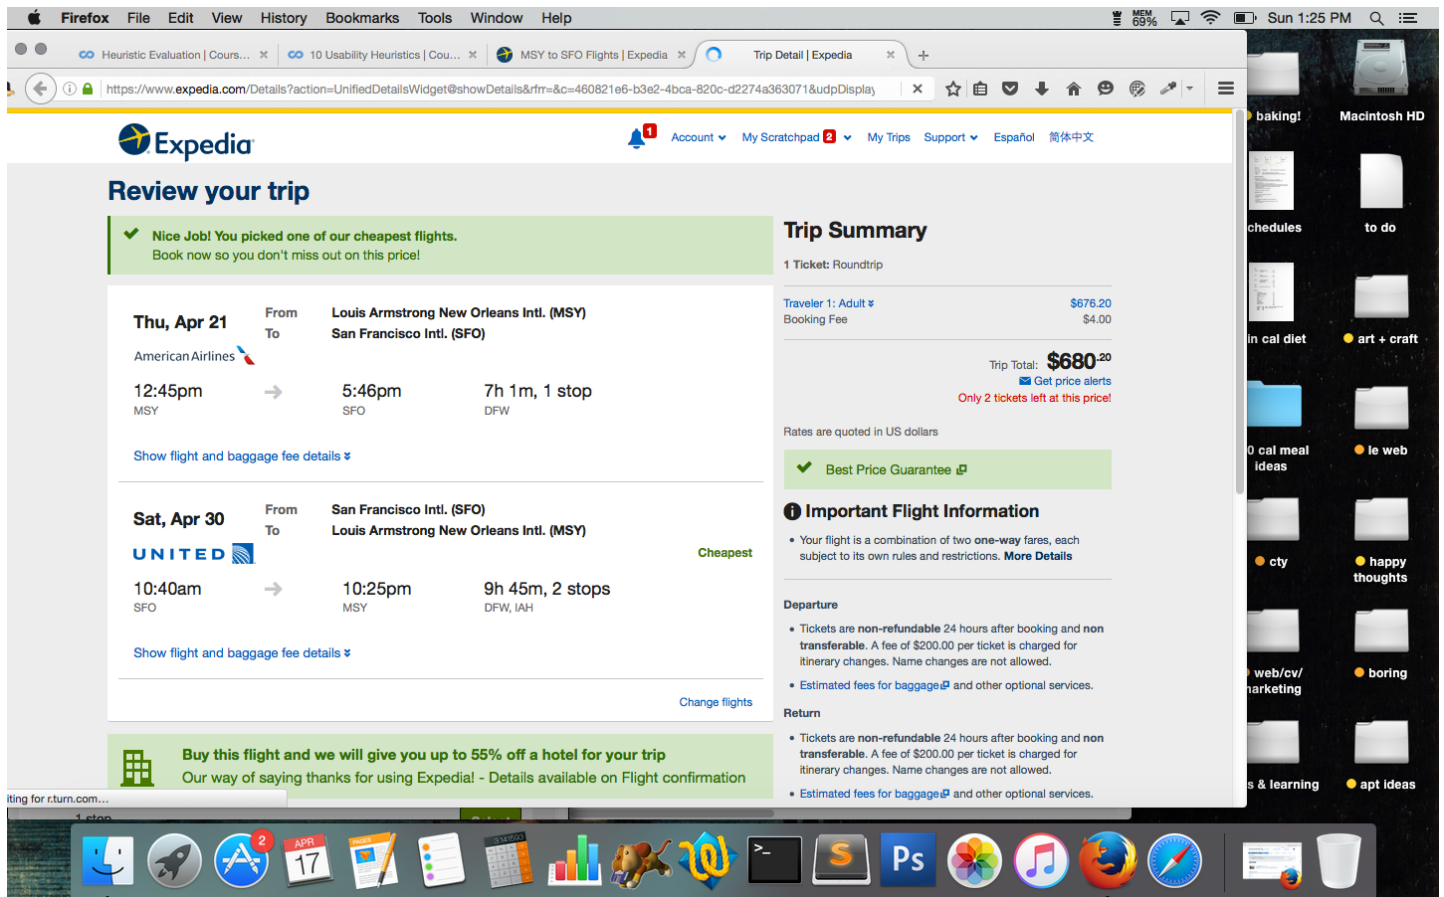 Firefox File Edit View History Bookmarks Tools Window Help
MEM 69% Sun 1:25 PM
Heuristic Evaluation | Cours... × 10 Usability Heuristics | Cou... × MSY to SFO Flights | Expedia × Trip Detail | Expedia × +
https://www.expedia.com/Details?action=UnifiedDetailsWidget@showDetails&rfrr=&c=460821e6-b3e2-4bca-820c-d2274a363071&udpDisplay
Expedia
1 Account My Scratchpad 2 My Trips Support Español 简体中文
Review your trip
Nice Job! You picked one of our cheapest flights.
Book now so you don't miss out on this price!
Thu, Apr 21
From Louis Armstrong New Orleans Intl. (MSY)
To San Francisco Intl. (SFO)
American Airlines
12:45pm 5:46pm 7h 1m, 1 stop
MSY SFO DFW
Show flight and baggage fee details
Sat, Apr 30
From San Francisco Intl. (SFO)
To Louis Armstrong New Orleans Intl. (MSY)
UNITED
Cheapest
10:40am 10:25pm 9h 45m, 2 stops
SFO MSY DFW, IAH
Show flight and baggage fee details
Change flights
Buy this flight and we will give you up to 55% off a hotel for your trip
Our way of saying thanks for using Expedia! - Details available on Flight confirmation
iting for r.turn.com...
Trip Summary
1 Ticket: Roundtrip
Traveler 1: Adult $676.20
Booking Fee $4.00
Trip Total: $680.20
Get price alerts
Only 2 tickets left at this price!
Rates are quoted in US dollars
Best Price Guarantee
Important Flight Information
• Your flight is a combination of two one-way fares, each
subject to its own rules and restrictions. More Details
Departure
• Tickets are non-refundable 24 hours after booking and non
transferable. A fee of $200.00 per ticket is charged for
itinerary changes. Name changes are not allowed.
• Estimated fees for baggage and other optional services.
Return
• Tickets are non-refundable 24 hours after booking and non
transferable. A fee of $200.00 per ticket is charged for
itinerary changes. Name changes are not allowed.
• Estimated fees for baggage and other optional services.
baking! Macintosh HD
chedules to do
in cal diet art + craft
0 cal meal
ideas
le web
cty happy
thoughts
web/cv/
narketing
boring
s & learning apt ideas
1 stop
2
APR
17
PAGES
3.141593
>_
S
Ps